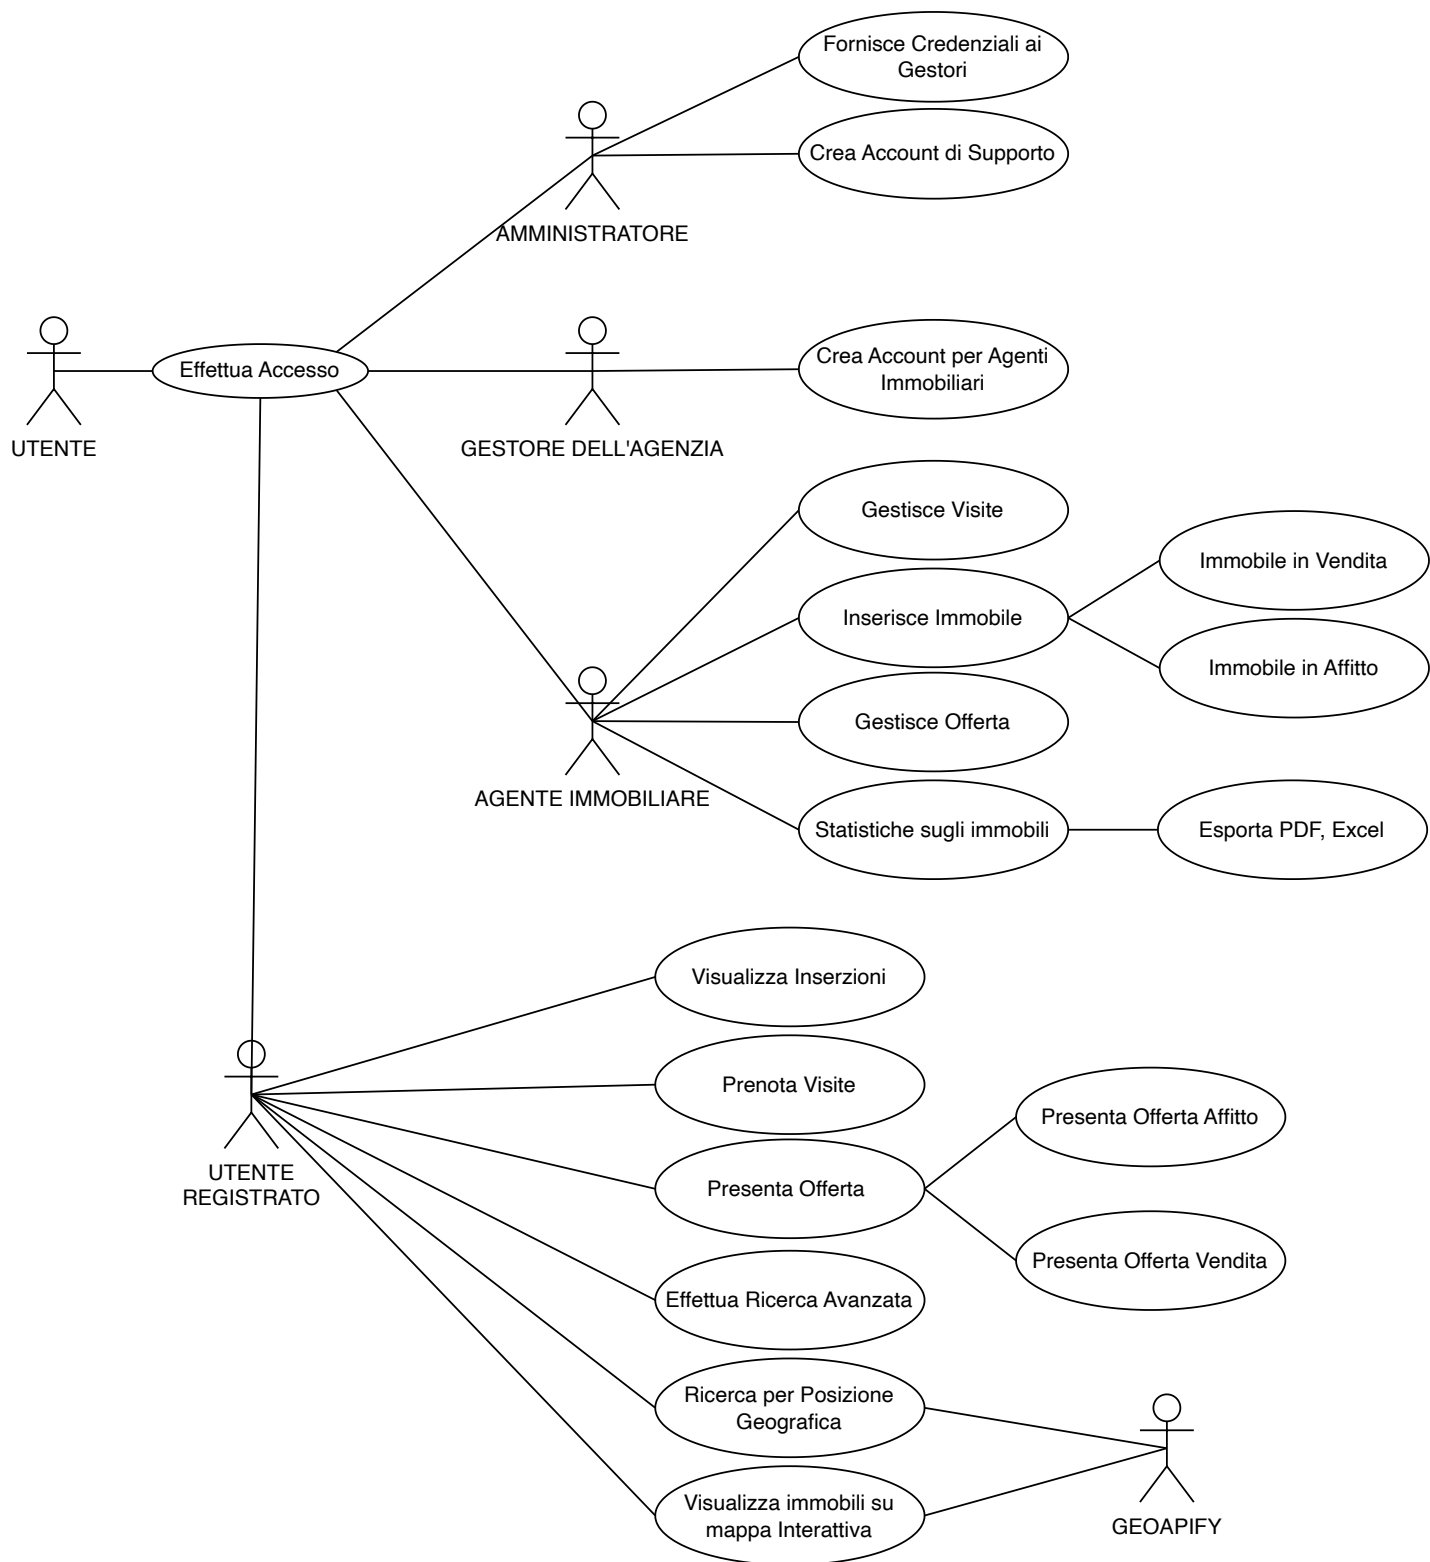 Fornisce Credenziali ai
Gestori
Crea Account di Supporto
AMMINISTRATORE
Effettua Accesso
UTENTE
Crea Account per Agenti
Immobiliari
GESTORE DELL'AGENZIA
Gestisce Visite
Immobile in Vendita
Inserisce Immobile
Immobile in Affitto
Gestisce Offerta
AGENTE IMMOBILIARE
Statistiche sugli immobili
Esporta PDF, Excel
Visualizza Inserzioni
Prenota Visite
Presenta Offerta Affitto
UTENTE
REGISTRATO
Presenta Offerta
Presenta Offerta Vendita
Effettua Ricerca Avanzata
Ricerca per Posizione
Geografica
Visualizza immobili su
mappa Interattiva
GEOAPIFY